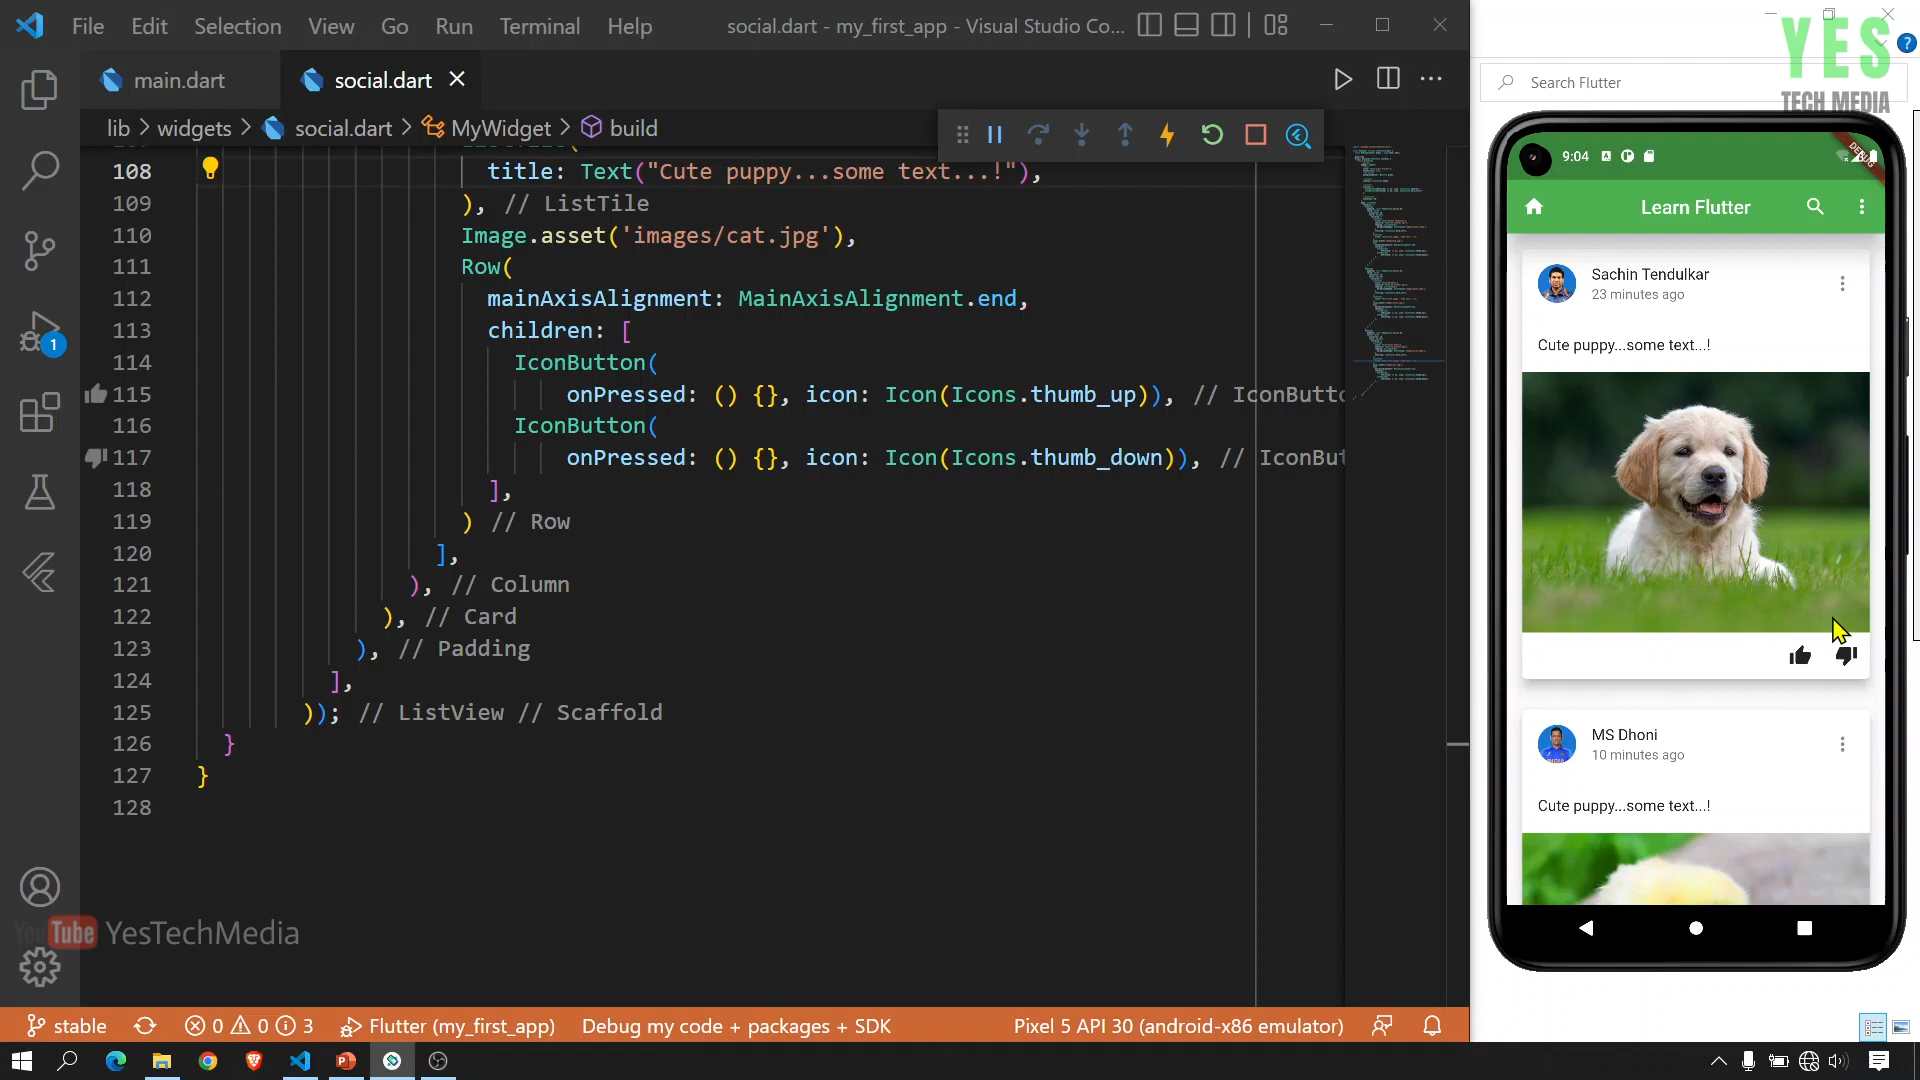 File Edit Selection View Go Run Terminal Help social.dart - my_first_app - Visual Studio Co...
main.dart social.dart
lib > widgets > social.dart > MyWidget > build
108 title: Text("Cute puppy...some text...!"),
109 ), // ListTile
110 Image.asset('images/cat.jpg'),
111 Row(
112 mainAxisAlignment: MainAxisAlignment.end,
113 children: [
114 IconButton(
115 onPressed: () {}, icon: Icon(Icons.thumb_up)), // IconButto
116 IconButton(
117 onPressed: () {}, icon: Icon(Icons.thumb_down)), // IconBut
118 ],
119 ) // Row
120 ],
121 ), // Column
122 ), // Card
123 ), // Padding
124 ],
125 )); // ListView // Scaffold
126 }
127 }
128
1
YouTube YesTechMedia
stable 0 0 3 Flutter (my_first_app) Debug my code + packages + SDK Pixel 5 API 30 (android-x86 emulator)
YES
TECH MEDIA
?
Search Flutter
9:04
DEBUG
Learn Flutter
Sachin Tendulkar
23 minutes ago
Cute puppy...some text...!
MS Dhoni
10 minutes ago
Cute puppy...some text...!